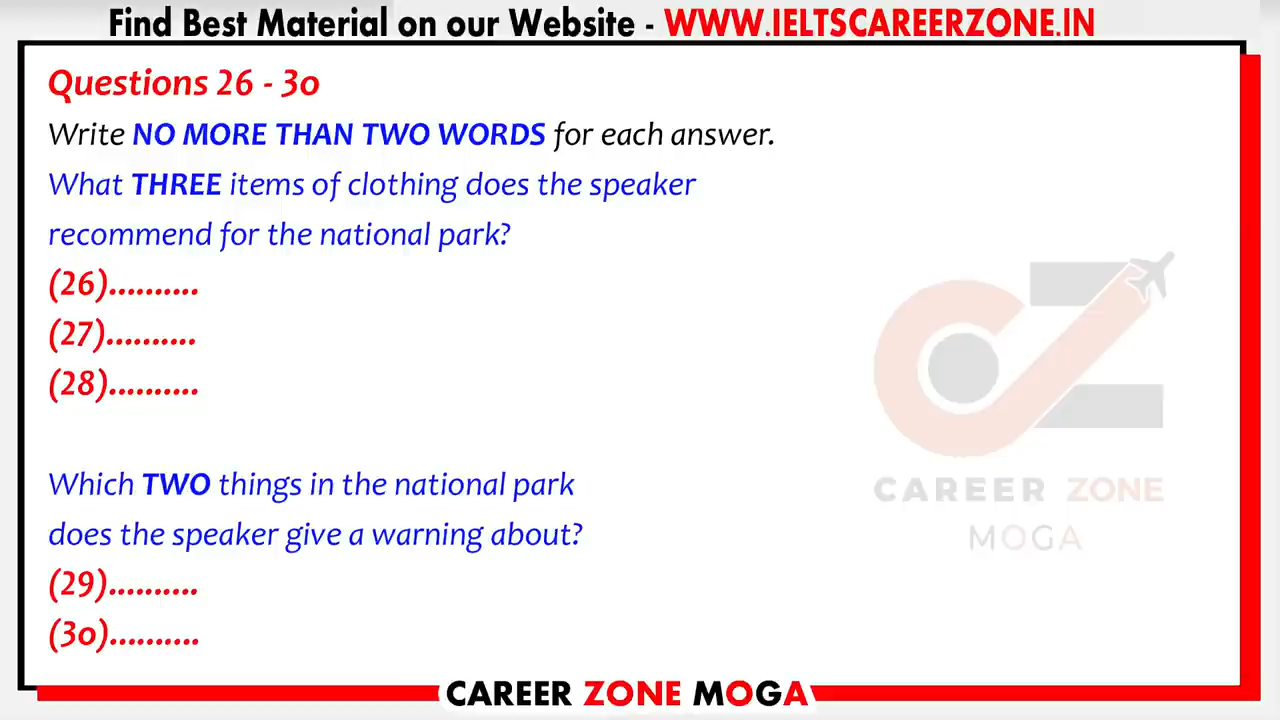 Find Best Material on our Website - WWW.IELTSCAREERZONE.IN
Questions 26 - 30
Write NO MORE THAN TWO WORDS for each answer.
What THREE items of clothing does the speaker
recommend for the national park?
(26)..........
(27)..........
(28)..........
Which TWO things in the national park
does the speaker give a warning about?
(29)..........
(30)..........
CAREER ZONE
MOGA
CAREER ZONE MOGA